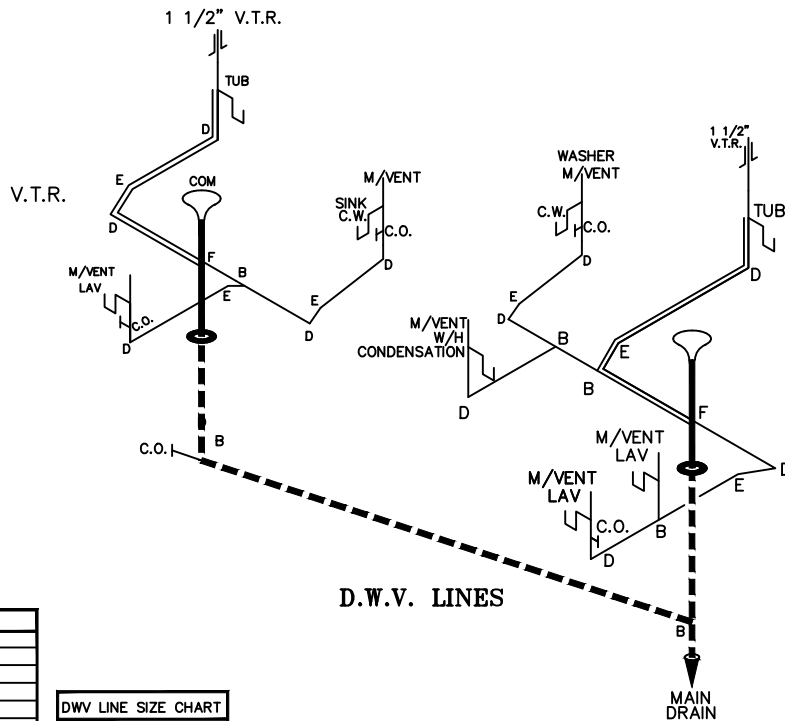 1 1/2" V.T.R.
TUB
D
E
V.T.R.
COM
D
M/VENT
SINK
C.W.
C.O.
D
F
B
E
M/VENT
LAV
C.O.
D
E
D
WASHER
M/VENT
C.W.
C.O.
D
E
D
1 1/2"
V.T.R.
TUB
D
E
M/VENT
W/H
CONDENSATION
D
B
B
F
D
E
M/VENT
LAV
M/VENT
LAV
C.O.
D
B
B
C.O.
D.W.V. LINES
B
MAIN
DRAIN
DWV LINE SIZE CHART